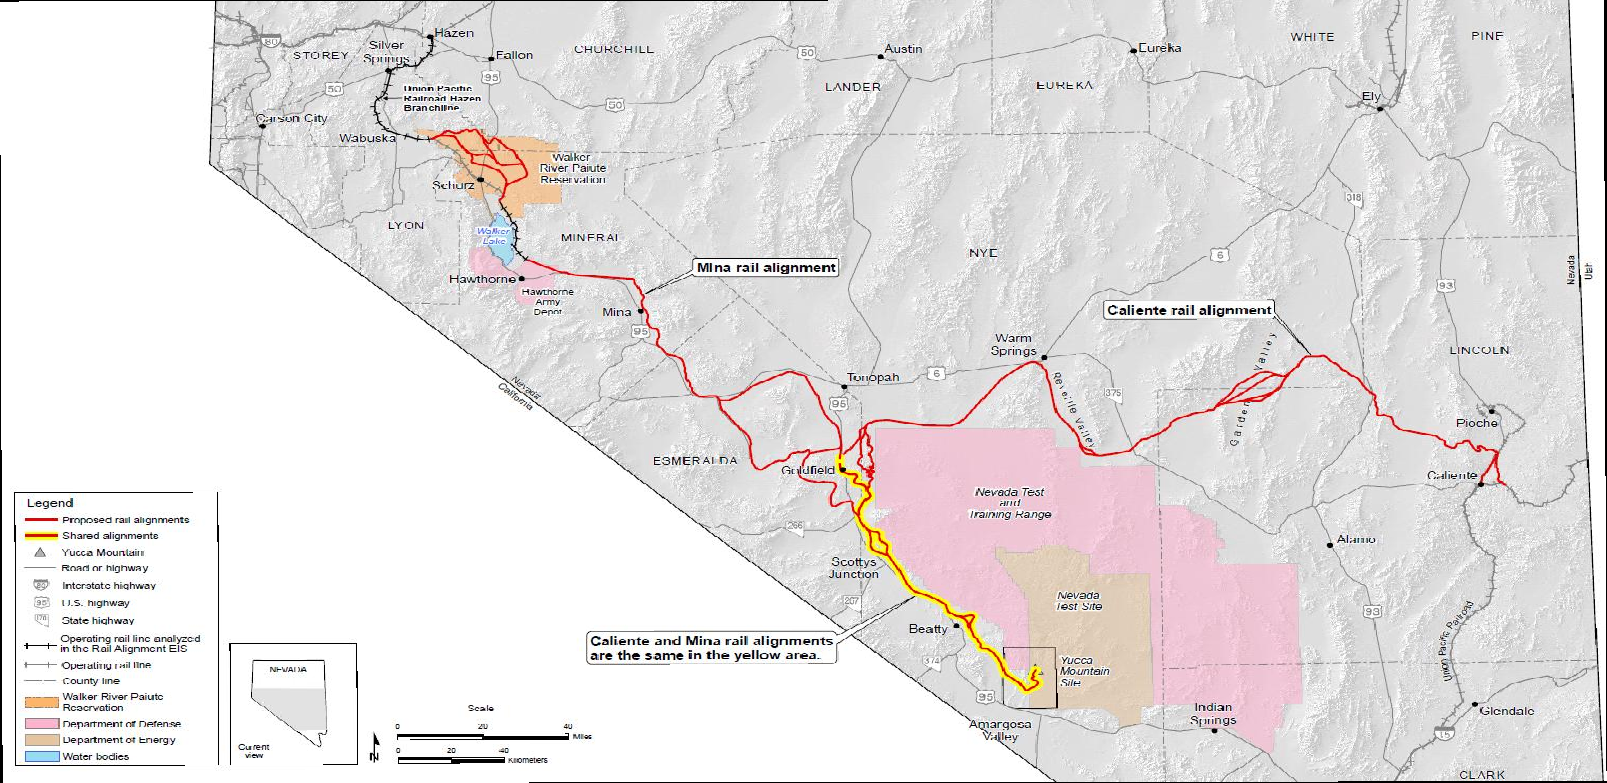 Hazen
80
Silver
Springs
STOREY
Fallon
CHURCHILL
50
Austin
Eureka
WHITE
PINE
95
50
50
Union Pacific
Railroad Hazen
Branchline
LANDER
EUREKA
Ely
Carson City
Wabuska
Walker
River Paiute
Reservation
Schurz
318
LYON
Walker
Lake
MINERAL
NYE
6
Nevada
Utah
Mina rail alignment
Hawthorne
Hawthorne
Army
Depot
93
Mina
Caliente rail alignment
95
Warm
Springs
Garden Valley
LINCOLN
Nevada
California
Tonopah
6
Reveille Valley
375
95
Pioche
ESMERALDA
Goldfield
Caliente
Nevada Test
and
Training Range
266
Alamo
Scottys
Junction
267
Nevada
Test Site
93
Union Pacific Railroad
Beatty
Caliente and Mina rail alignments
are the same in the yellow area.
374
Yucca
Mountain
Site
95
Amargosa
Valley
Indian
Springs
Glendale
15
CLARK
Legend
Proposed rail alignments
Shared alignments
Yucca Mountain
Road or highway
80
Interstate highway
95
U.S. highway
State highway
Operating rail line analyzed
in the Rail Alignment EIS
Operating rail line
County line
Walker River Paiute
Reservation
Department of Defense
Department of Energy
Water bodies
NEVADA
Current
view
N
Scale
0 20 40
Miles
0 20 40
Kilometers